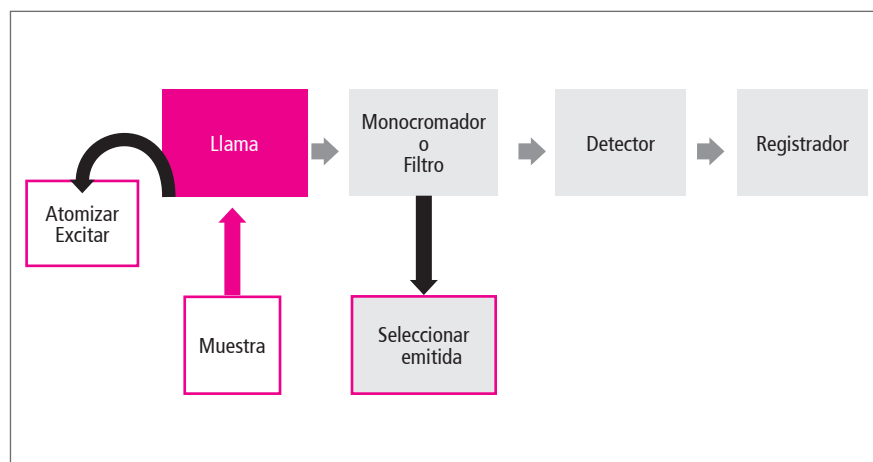 Llama
Monocromador
o
Filtro
Detector
Registrador
Atomizar
Excitar
Muestra
Seleccionar
emitida